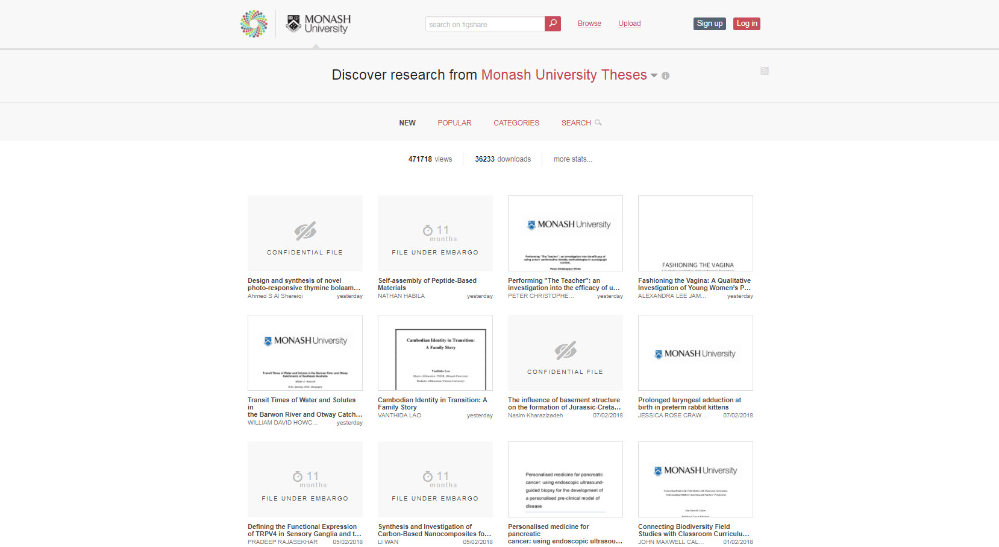 MONASH
University
search on figshare
Browse
Upload
Sign up
Log in
Discover research from Monash University Theses
NEW
POPULAR
CATEGORIES
SEARCH
471718 views
36233 downloads
more stats...
CONFIDENTIAL FILE
Design and synthesis of novel
photo-responsive thymine bolaam...
Ahmed S Al Shereiqi
yesterday
11
months
FILE UNDER EMBARGO
Self-assembly of Peptide-Based
Materials
NATHAN HABILA
yesterday
MONASH University
Performing "The Teacher": an investigation into the efficacy of
using actors' performative identity methodologies in a pedagogic
context.
Peter Christopher White
Performing "The Teacher": an
investigation into the efficacy of u...
PETER CHRISTOPHE...
yesterday
FASHIONING THE VAGINA
Fashioning the Vagina: A Qualitative
Investigation of Young Women's P...
ALEXANDRA LEE JAM...
yesterday
MONASH University
Transit Times of Water and Solutes in the Barwon River and Otway
Catchments of Southeast Australia
Transit Times of Water and Solutes
in
the Barwon River and Otway Catch...
WILLIAM DAVID HOWC...
yesterday
Cambodian Identity in Transition:
A Family Story
Vanthida Lao
Master of Education -TESOL (Monash University)
Bachelor of Education (Victoria University)
Cambodian Identity in Transition: A
Family Story
VANTHIDA LAO
yesterday
CONFIDENTIAL FILE
The influence of basement structure
on the formation of Jurassic-Creta...
Nasim Kharazizadeh
07/02/2018
MONASH University
Prolonged laryngeal adduction at
birth in preterm rabbit kittens
JESSICA ROSE CRAW...
07/02/2018
11
months
FILE UNDER EMBARGO
Defining the Functional Expression
of TRPV4 in Sensory Ganglia and t...
PRADEEP RAJASEKHAR
05/02/2018
11
months
FILE UNDER EMBARGO
Synthesis and Investigation of
Carbon-Based Nanocomposites fo...
LI WAN
05/02/2018
Personalised medicine for pancreatic
cancer: using endoscopic ultrasound-
guided biopsy for the development of
a personalised pre-clinical model of
disease
Personalised medicine for
pancreatic
cancer: using endoscopic ultrasou...
MONASH University
Connecting Biodiversity Field Studies with Classroom Curriculum:
Understanding Children's Learning and Teachers' Perspectives
Connecting Biodiversity Field
Studies with Classroom Curriculu...
JOHN MAXWELL CAL...
01/02/2018